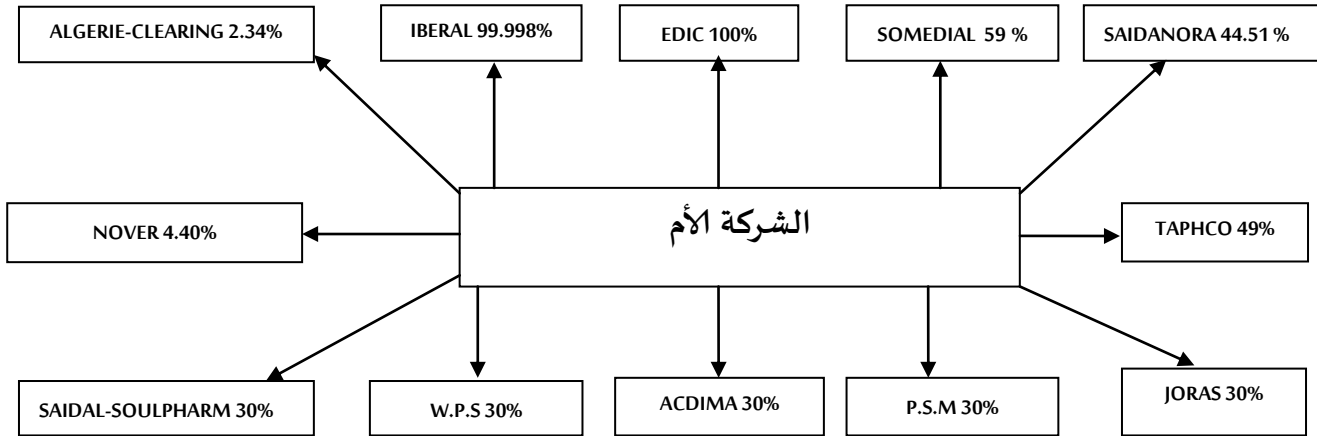 ALGERIE-CLEARING 2.34%
IBERAL 99.998%
EDIC 100%
SOMEDIAL 59 %
SAIDANORA 44.51 %
NOVER 4.40%
الشركة الأم
TAPHCO 49%
SAIDAL-SOULPHARM 30%
W.P.S 30%
ACDIMA 30%
P.S.M 30%
JORAS 30%